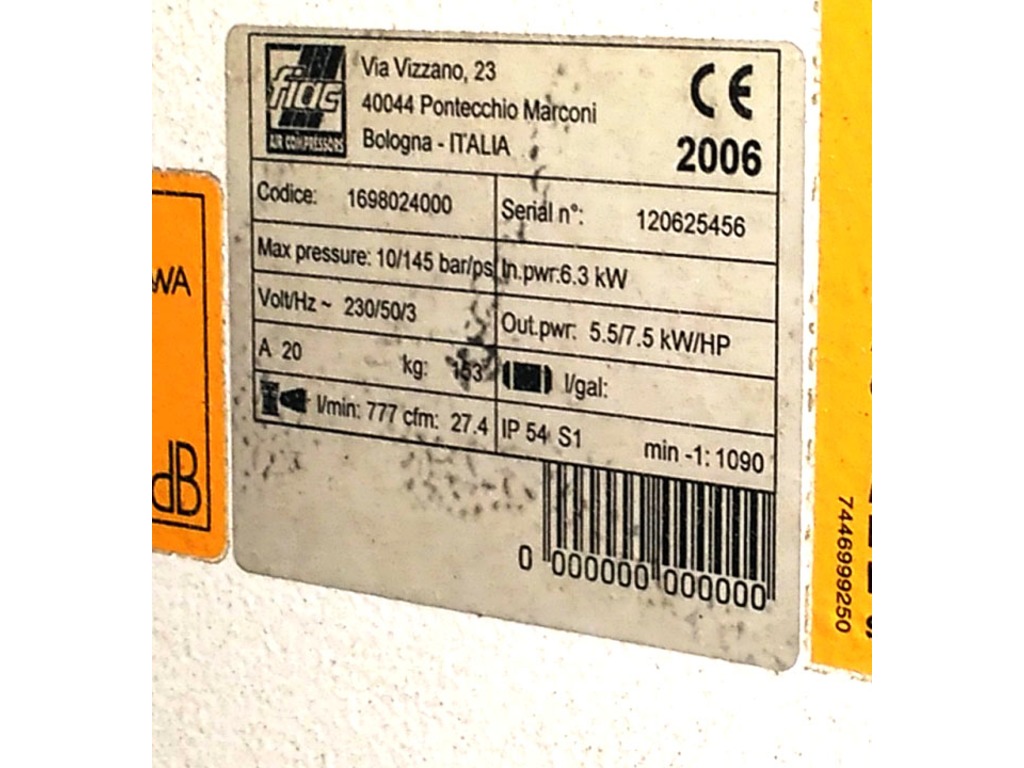 fiac
AIR COMPRESSORS
Via Vizzano, 23
40044 Pontecchio Marconi
Bologna - ITALIA
CE
2006
Codice: 1698024000
Serial n°: 120625456
Max pressure: 10/145 bar/ps
In.pwr:6.3 kW
Volt/Hz ~ 230/50/3
Out.pwr: 5.5/7.5 kW/HP
A 20 kg: 153
l/gal:
l/min: 777 cfm: 27.4
IP 54 S1 min -1: 1090
0 000000 000000
WA
dB
7446999250